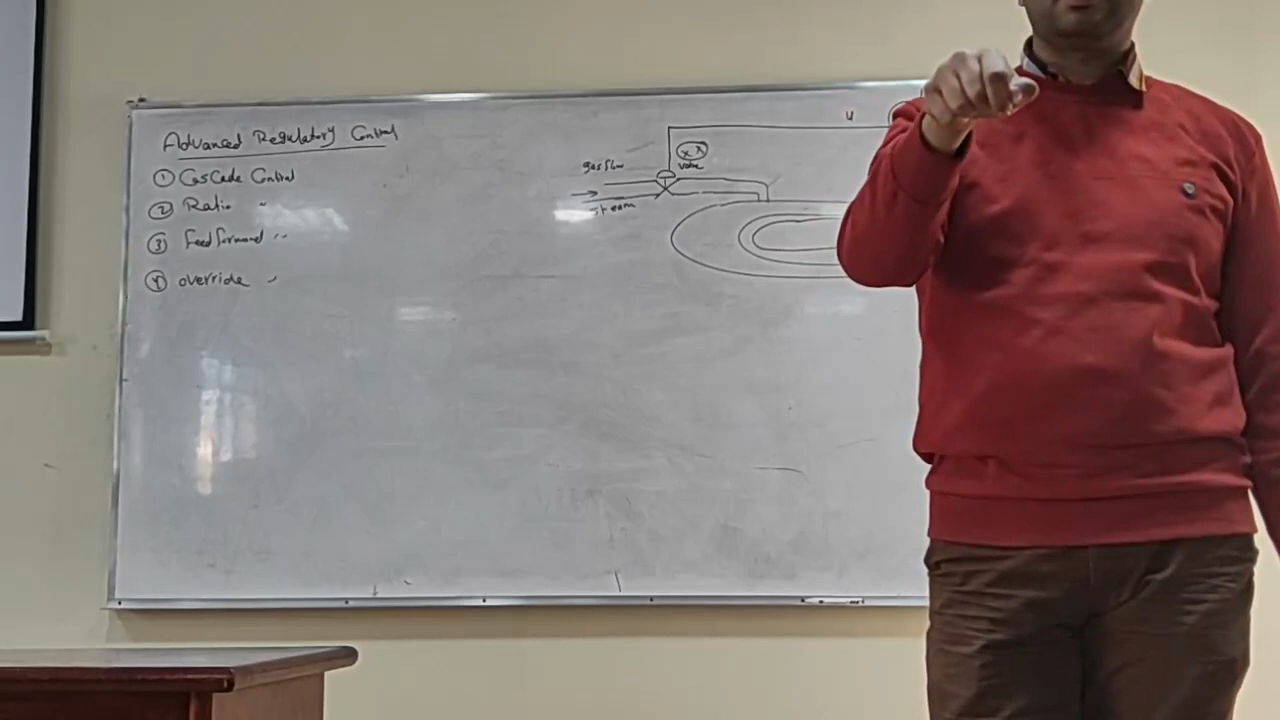 Advanced Regulatory Control
① Cascade Control
② Ratio "
③ feed forward "
④ override "
u
x x
valve
gas flow
steam